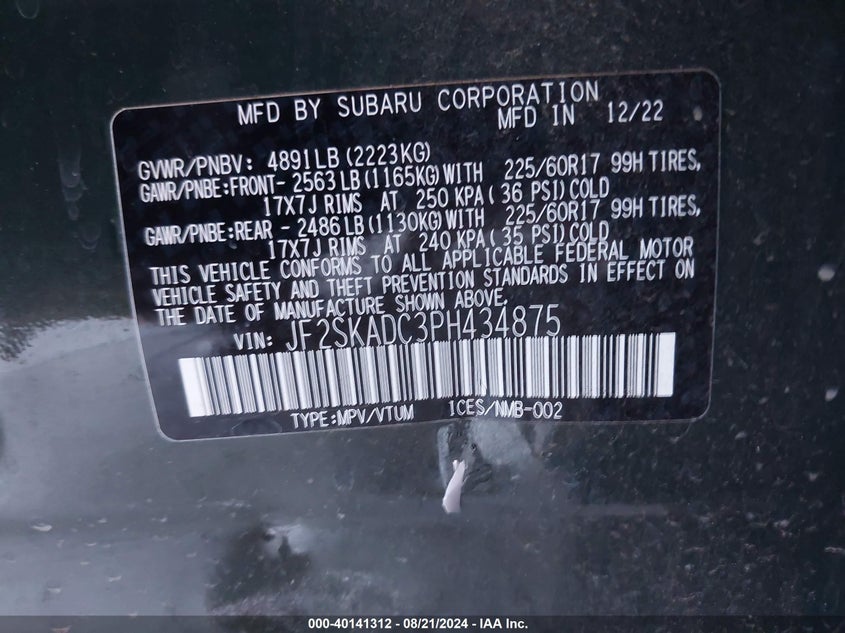 MFD BY SUBARU CORPORATION
MFD IN 12/22
GVWR/PNBV: 4891LB (2223KG)
GAWR/PNBE:FRONT- 2563 LB (1165KG) WITH 225/60R17 99H TIRES,
17X7J RIMS AT 250 KPA ( 36 PSI) COLD
GAWR/PNBE:REAR - 2486 LB (1130KG) WITH 225/60R17 99H TIRES,
17X7J RIMS AT 240 KPA ( 35 PSI) COLD
THIS VEHICLE CONFORMS TO ALL APPLICABLE FEDERAL MOTOR
VEHICLE SAFETY AND THEFT PREVENTION STANDARDS IN EFFECT ON
THE DATE OF MANUFACTURE SHOWN ABOVE.
VIN: JF2SKADC3PH434875
TYPE:MPV/VTUM 1CES/NMB-002
000-40141312 - 08/21/2024 - IAA Inc.